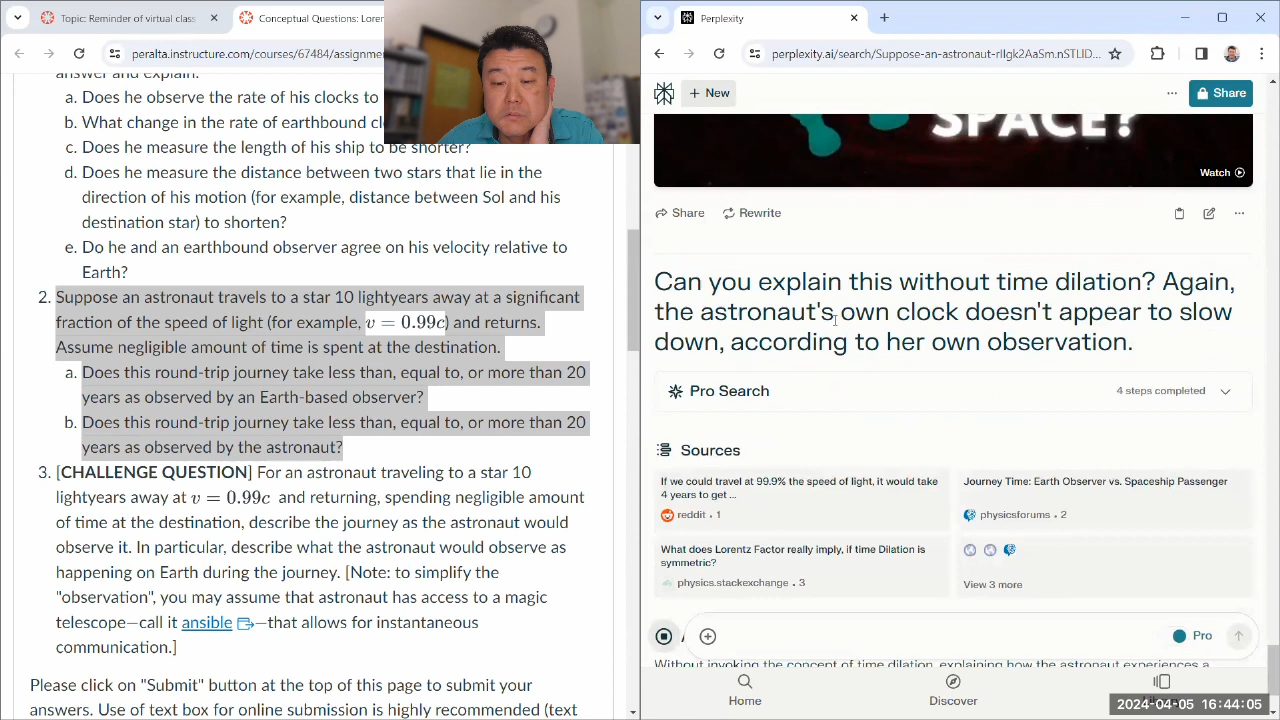 Topic: Reminder of virtual class
Conceptual Questions: Loren
peralta.instructure.com/courses/67484/assignme
answer and explain.
a. Does he observe the rate of his clocks to
b. What change in the rate of earthbound cl
c. Does he measure the length of his ship to be shorter?
d. Does he measure the distance between two stars that lie in the
direction of his motion (for example, distance between Sol and his
destination star) to shorten?
e. Do he and an earthbound observer agree on his velocity relative to
Earth?
2. Suppose an astronaut travels to a star 10 lightyears away at a significant
fraction of the speed of light (for example, v = 0.99c) and returns.
Assume negligible amount of time is spent at the destination.
a. Does this round-trip journey take less than, equal to, or more than 20
years as observed by an Earth-based observer?
b. Does this round-trip journey take less than, equal to, or more than 20
years as observed by the astronaut?
3. [CHALLENGE QUESTION] For an astronaut traveling to a star 10
lightyears away at v = 0.99c and returning, spending negligible amount
of time at the destination, describe the journey as the astronaut would
observe it. In particular, describe what the astronaut would observe as
happening on Earth during the journey. [Note: to simplify the
"observation", you may assume that astronaut has access to a magic
telescope—call it ansible—that allows for instantaneous
communication.]
Please click on "Submit" button at the top of this page to submit your
answers. Use of text box for online submission is highly recommended (text
Perplexity
perplexity.ai/search/Suppose-an-astronaut-rIIgk2AaSm.nSTLID...
New
Share
SPACE?
Watch
Share
Rewrite
Can you explain this without time dilation? Again,
the astronaut's own clock doesn't appear to slow
down, according to her own observation.
Pro Search
4 steps completed
Sources
If we could travel at 99.9% the speed of light, it would take
4 years to get ...
reddit · 1
Journey Time: Earth Observer vs. Spaceship Passenger
physicsforums · 2
What does Lorentz Factor really imply, if time Dilation is
symmetric?
physics.stackexchange · 3
View 3 more
Pro
Without invoking the concept of time dilation, explaining how the astronaut experiences a
Home
Discover
2024-04-05 16:44:05